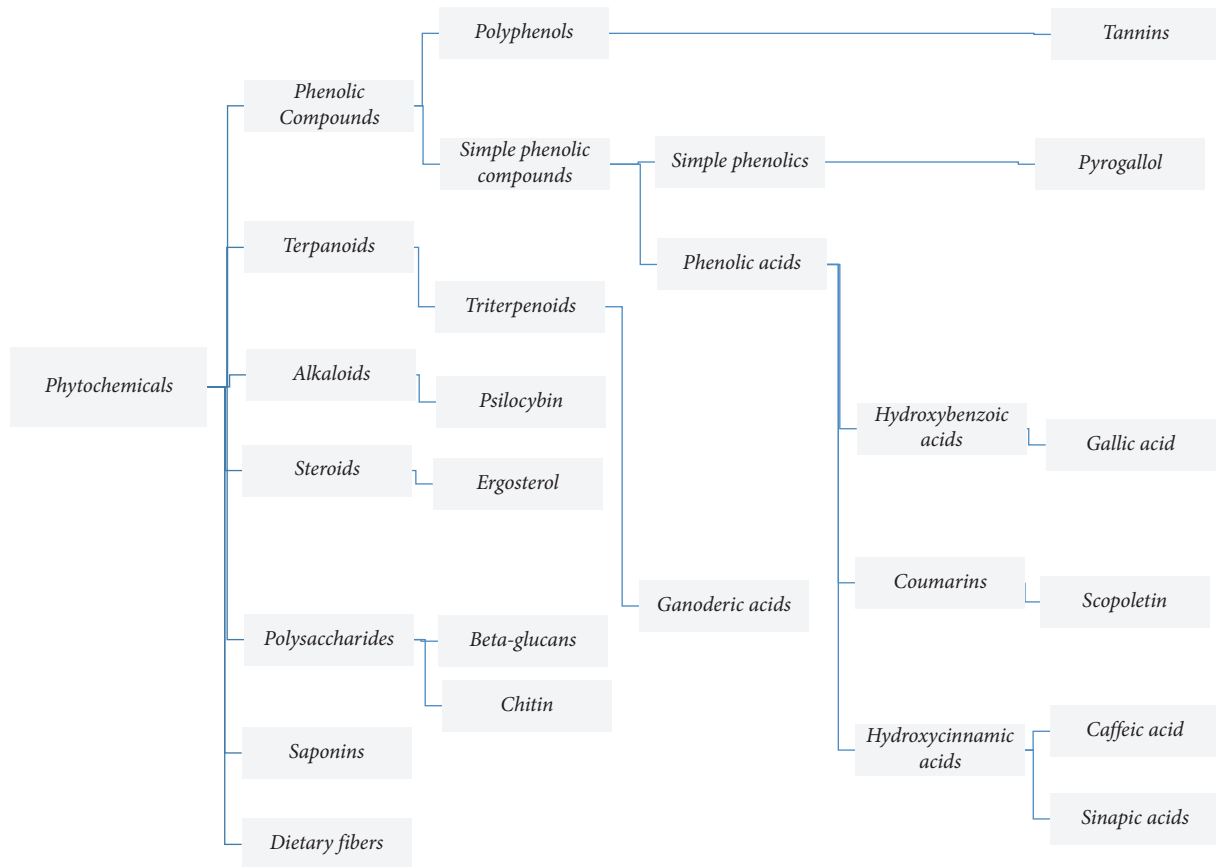 Polyphenols
Tannins
Phenolic
Compounds
Simple phenolic
compounds
Simple phenolics
Pyrogallol
Terpanoids
Phenolic acids
Triterpenoids
Phytochemicals
Alkaloids
Psilocybin
Hydroxybenzoic
acids
Gallic acid
Steroids
Ergosterol
Coumarins
Scopoletin
Ganoderic acids
Polysaccharides
Beta-glucans
Chitin
Hydroxycinnamic
acids
Caffeic acid
Saponins
Sinapic acids
Dietary fibers